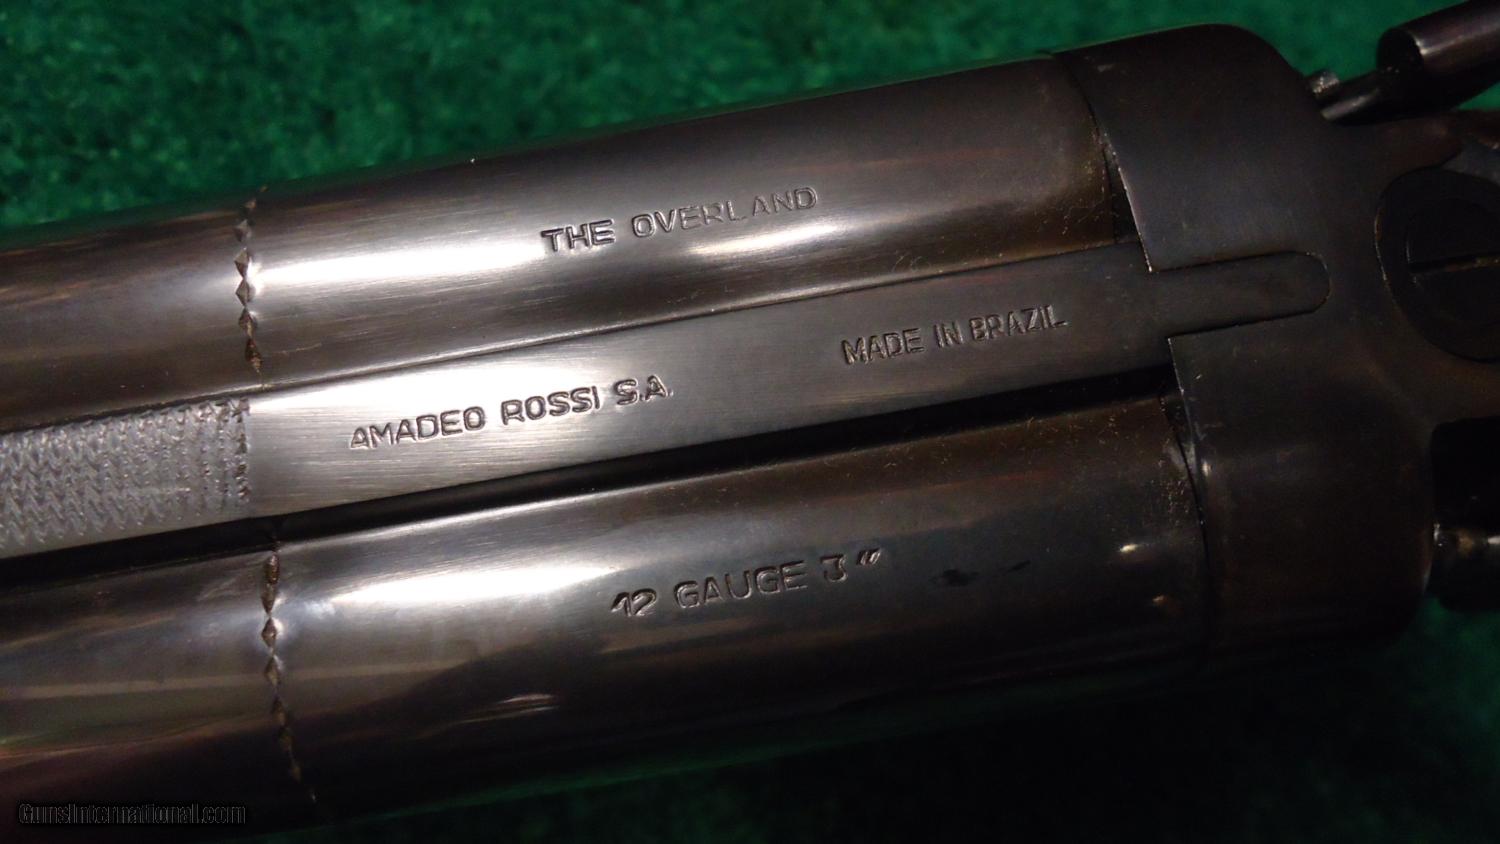 THE OVERLAND
MADE IN BRAZIL
AMADEO ROSSI S.A.
12 GAUGE 3"
GunsInternational.com